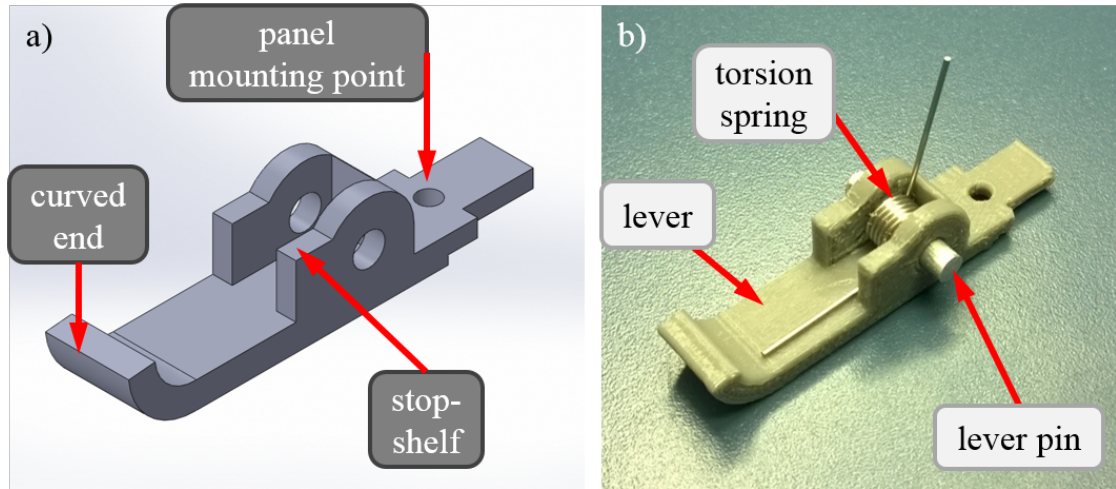 a)
panel
mounting point
curved
end
stop-
shelf
b)
torsion
spring
lever
lever pin